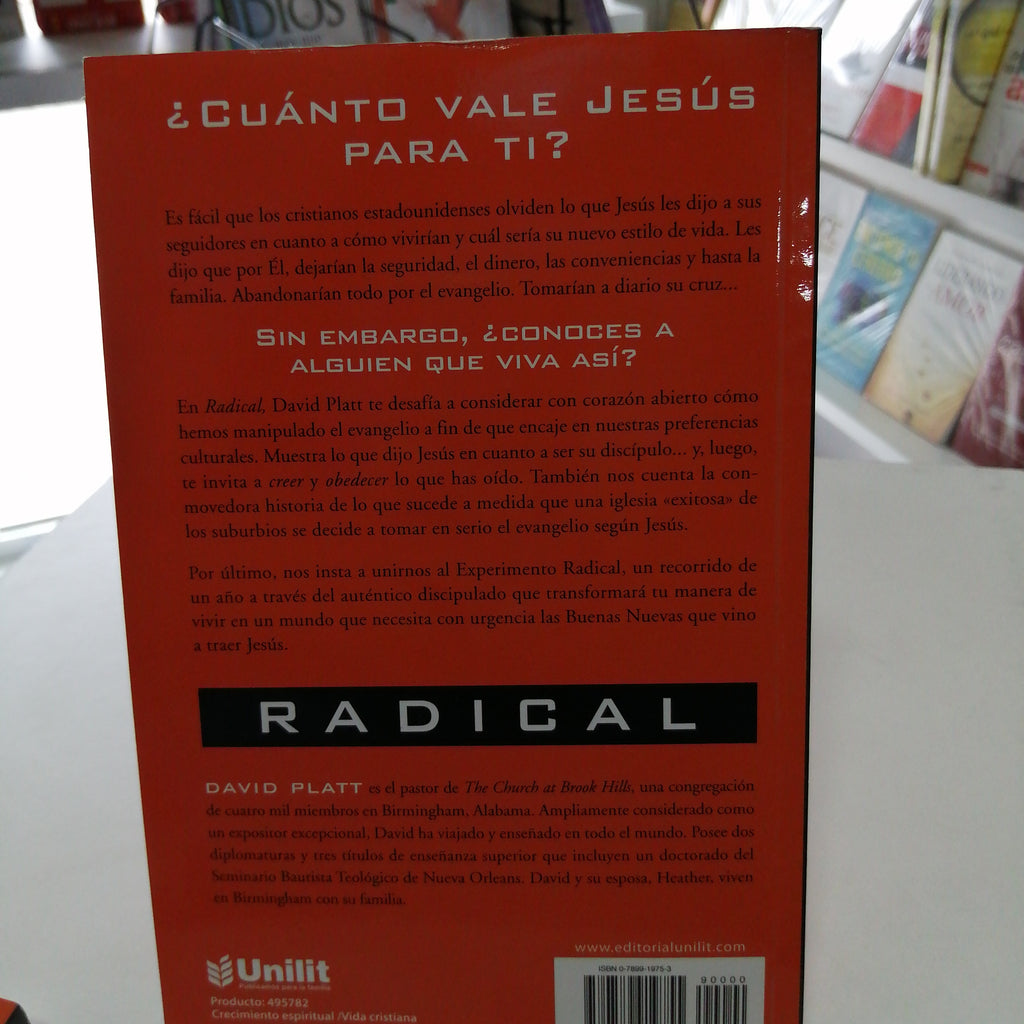 DIOS
¿CUÁNTO VALE JESÚS
PARA TI?
Es fácil que los cristianos estadounidenses olviden lo que Jesús les dijo a sus
seguidores en cuanto a cómo vivirían y cuál sería su nuevo estilo de vida. Les
dijo que por Él, dejarían la seguridad, el dinero, las conveniencias y hasta la
familia. Abandonarían todo por el evangelio. Tomarían a diario su cruz...
SIN EMBARGO, ¿CONOCES A
ALGUIEN QUE VIVA ASÍ?
En Radical, David Platt te desafía a considerar con corazón abierto cómo
hemos manipulado el evangelio a fin de que encaje en nuestras preferencias
culturales. Muestra lo que dijo Jesús en cuanto a ser su discípulo... y, luego,
te invita a creer y obedecer lo que has oído. También nos cuenta la con-
movedora historia de lo que sucede a medida que una iglesia «exitosa» de
los suburbios se decide a tomar en serio el evangelio según Jesús.
Por último, nos insta a unirnos al Experimento Radical, un recorrido de
un año a través del auténtico discipulado que transformará tu manera de
vivir en un mundo que necesita con urgencia las Buenas Nuevas que vino
a traer Jesús.
RADICAL
DAVID PLATT es el pastor de The Church at Brook Hills, una congregación
de cuatro mil miembros en Birmingham, Alabama. Ampliamente considerado como
un expositor excepcional, David ha viajado y enseñado en todo el mundo. Posee dos
diplomaturas y tres títulos de enseñanza superior que incluyen un doctorado del
Seminario Bautista Teológico de Nueva Orleans. David y su esposa, Heather, viven
en Birmingham con su familia.
www.editorialunilit.com
Unilit
Publicamos para la familia
ISBN 0-7899-1975-3
90000
Producto: 495782
Crecimiento espiritual /Vida cristiana